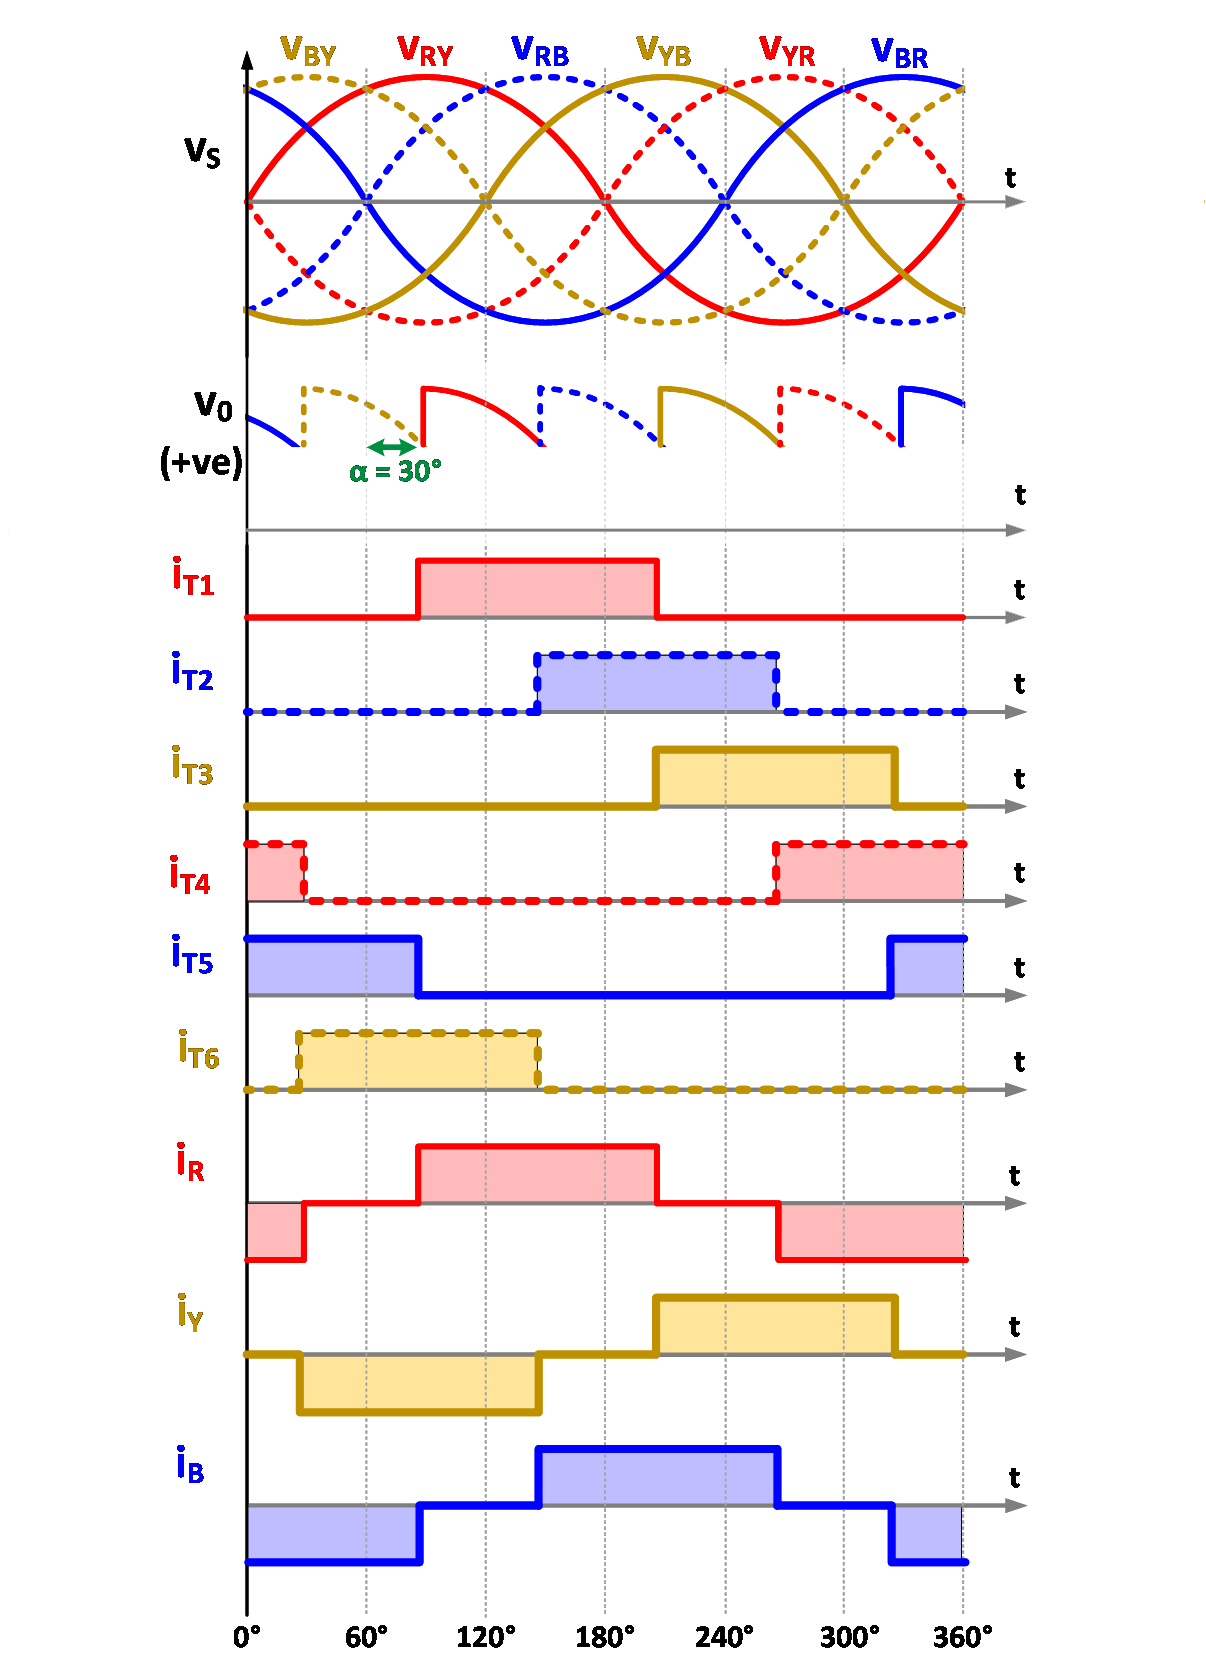 vBY vRY vRB vYB vYR vBR
vS
t
v0
(+ve)
α = 30°
t
iT1
t
iT2
t
iT3
t
iT4
t
iT5
t
iT6
t
iR
t
iY
t
iB
t
0° 60° 120° 180° 240° 300° 360°